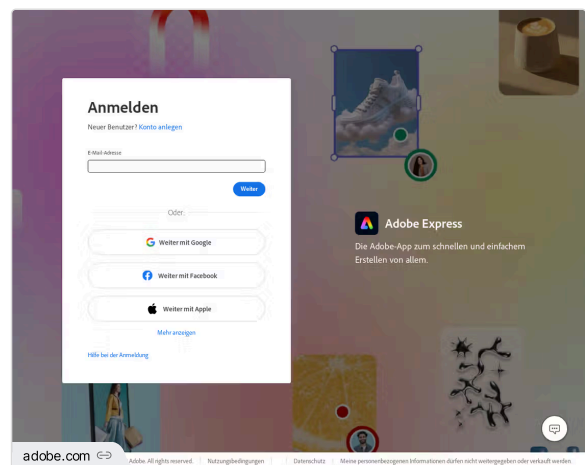 Anmelden
Neuer Benutzer? Konto anlegen
E-Mail-Adresse
Weiter
Oder
Weiter mit Google
Weiter mit Facebook
Weiter mit Apple
Mehr anzeigen
Hilfe bei der Anmeldung
Adobe Express
Die Adobe-App zum schnellen und einfachem
Erstellen von allem.
adobe.com
Adobe. All rights reserved. Nutzungsbedingungen Datenschutz Meine personenbezogenen Informationen dürfen nicht weitergegeben oder verkauft werden